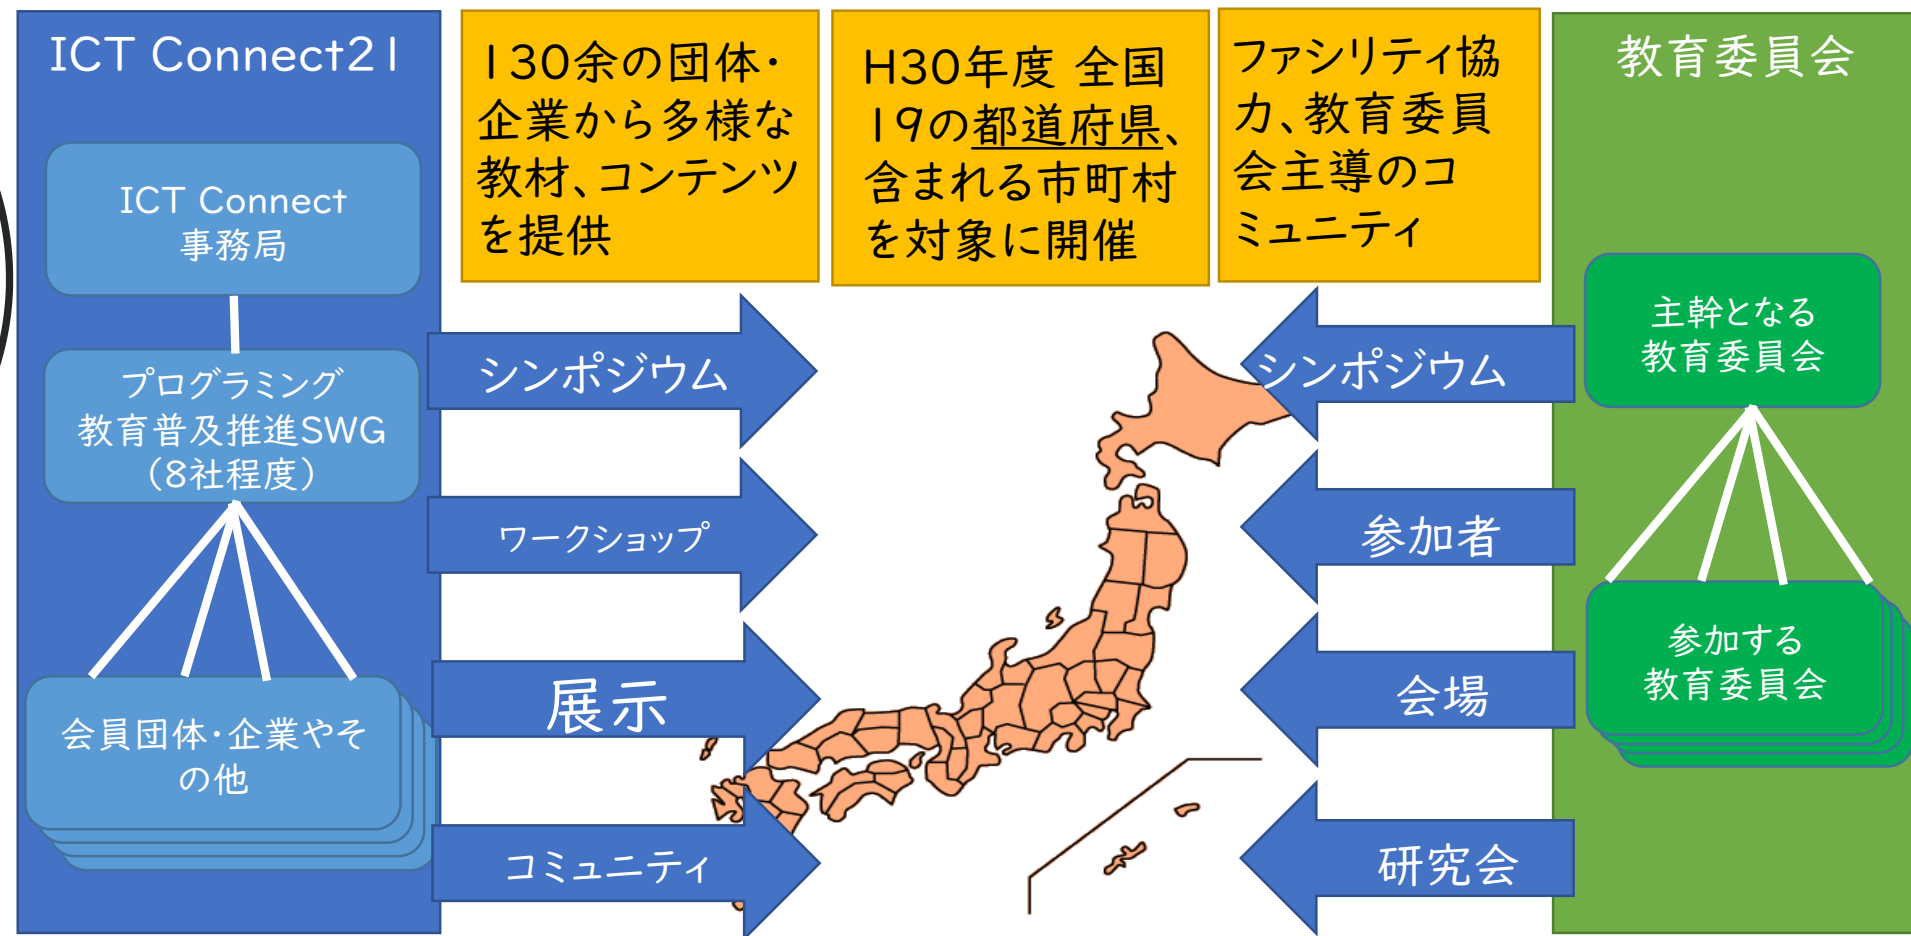 ICT Connect21
ICT Connect
事務局
プログラミング
教育普及推進SWG
(8社程度)
会員団体・企業やそ
の他
130余の団体・
企業から多様な
教材、コンテンツ
を提供
H30年度 全国
19の都道府県、
含まれる市町村
を対象に開催
ファシリティ協
力、教育委員
会主導のコ
ミュニティ
シンポジウム
ワークショップ
展示
コミュニティ
シンポジウム
参加者
会場
研究会
教育委員会
主幹となる
教育委員会
参加する
教育委員会